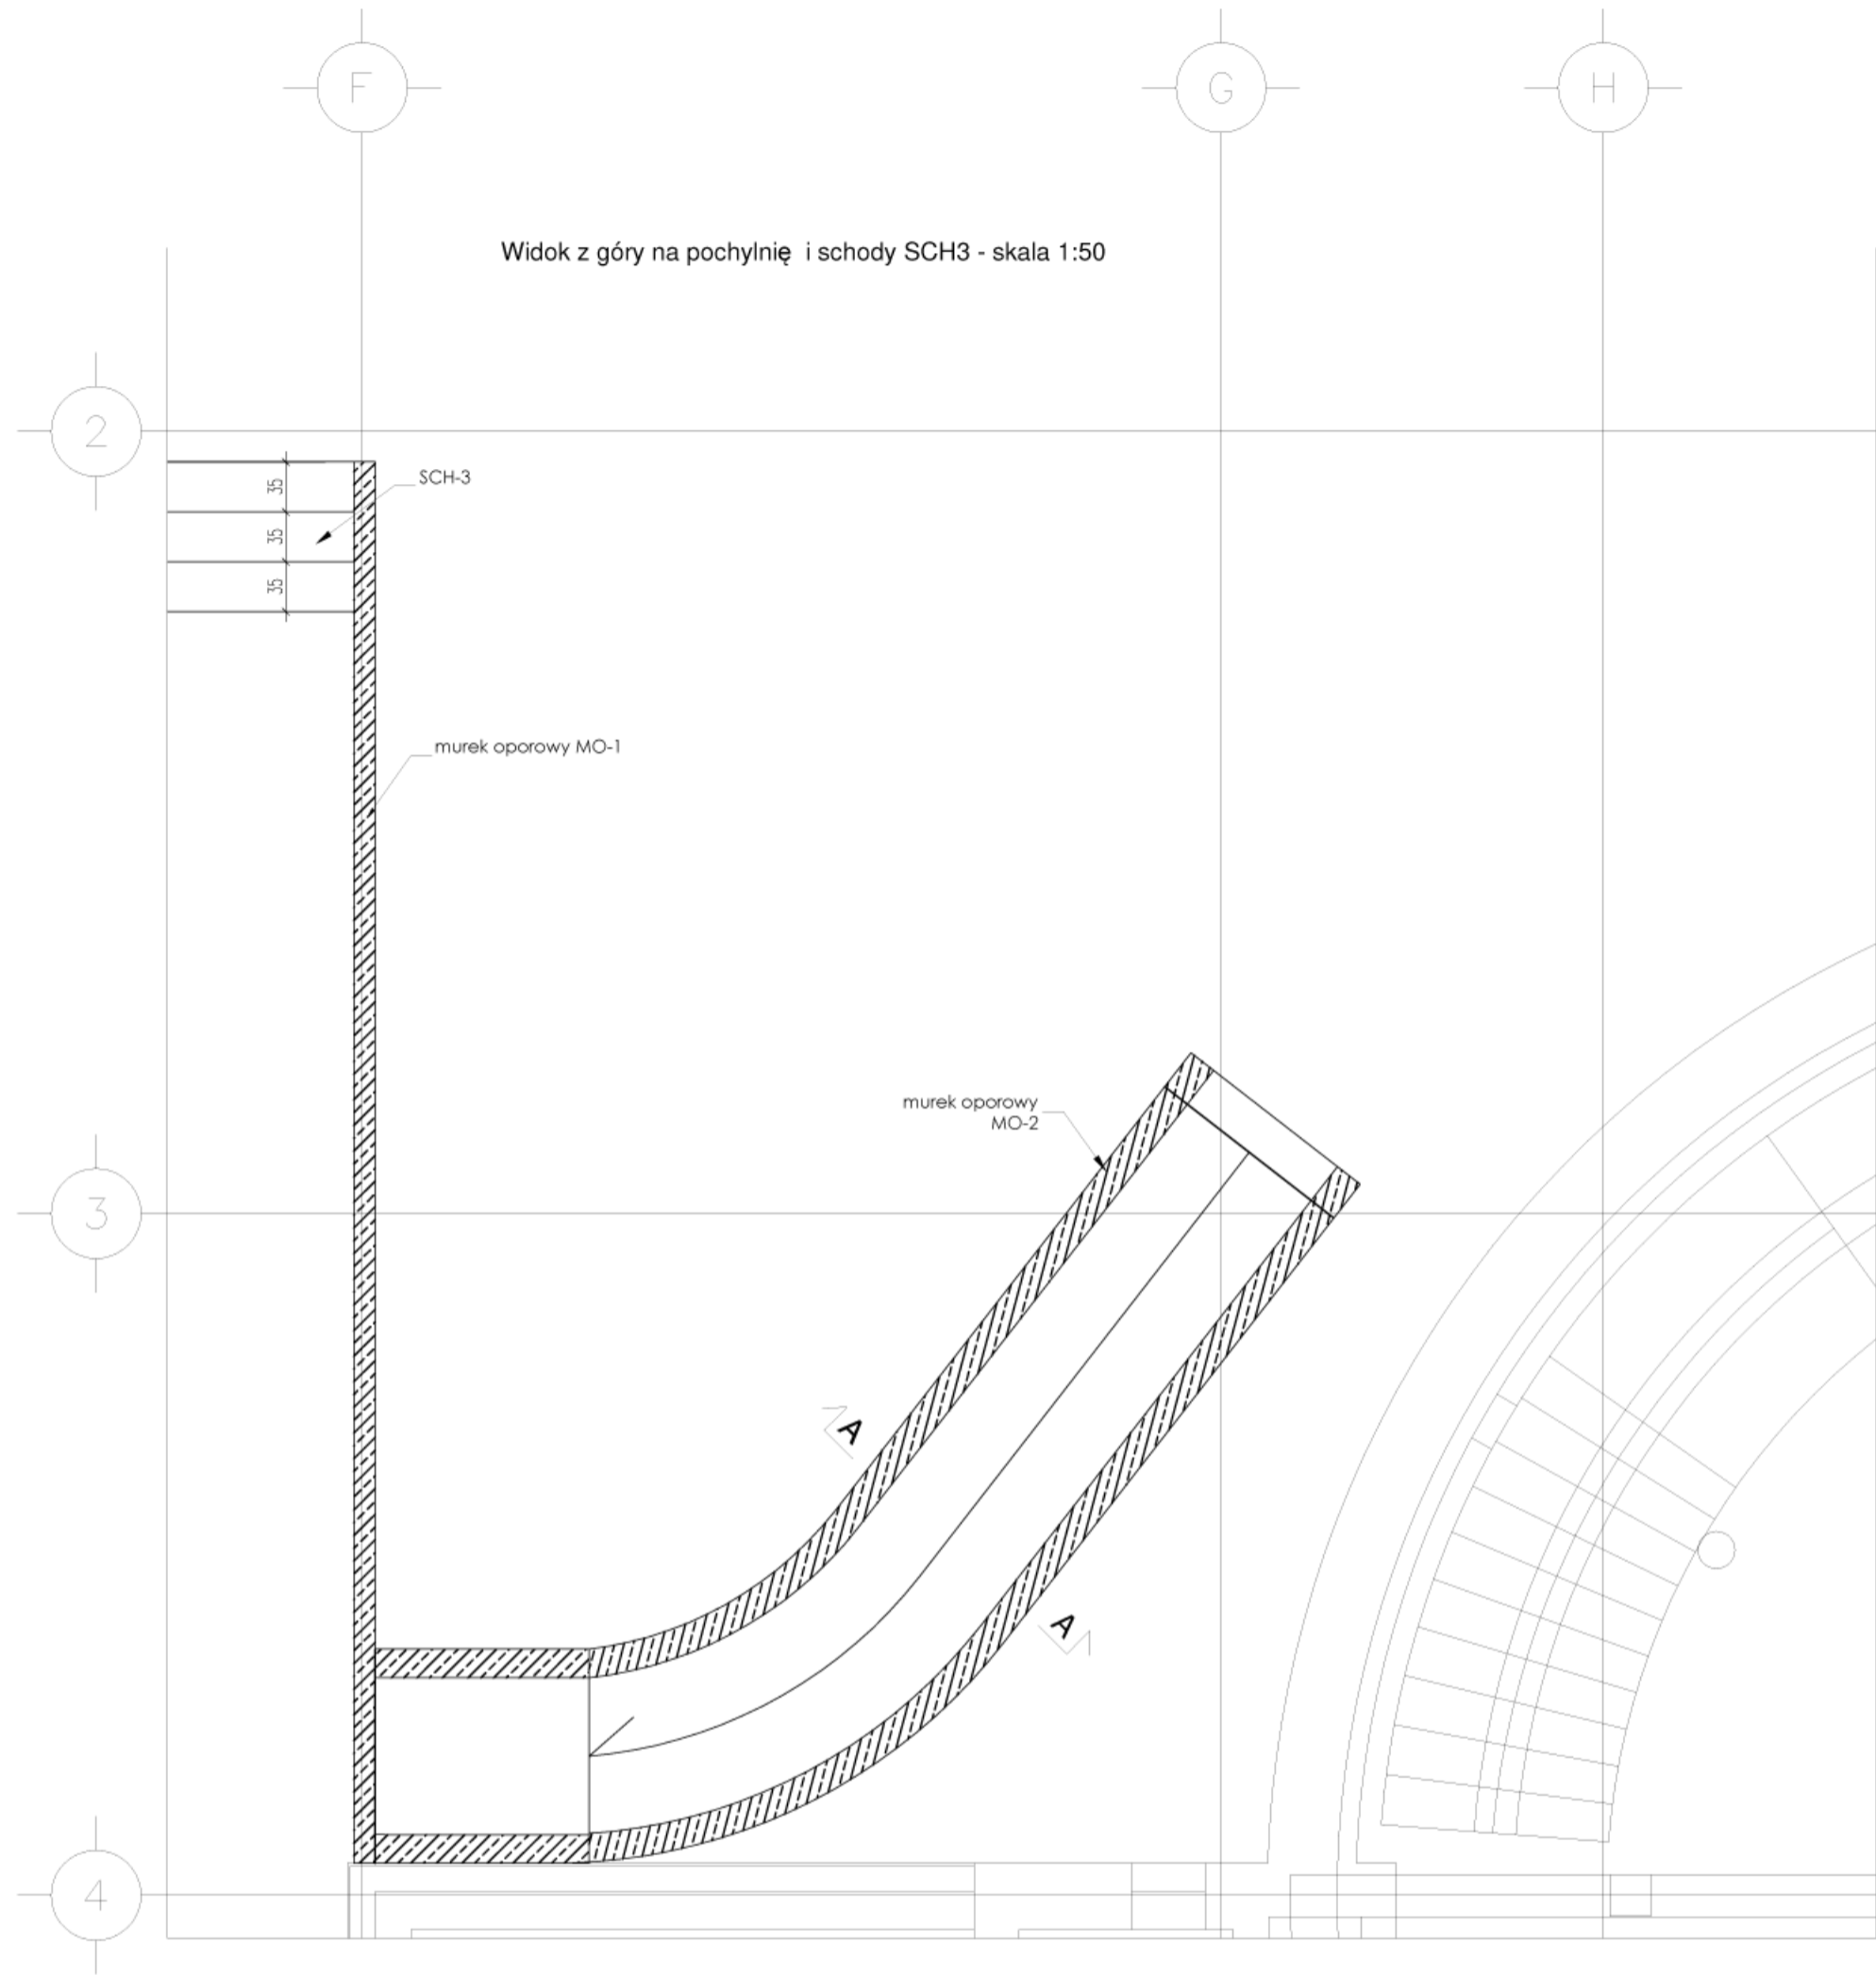 F
G
H
Widok z góry na pochylnię i schody SCH3 - skala 1:50
2
SCH-3
35
35
35
murek oporowy MO-1
murek oporowy
MO-2
3
A
A
4